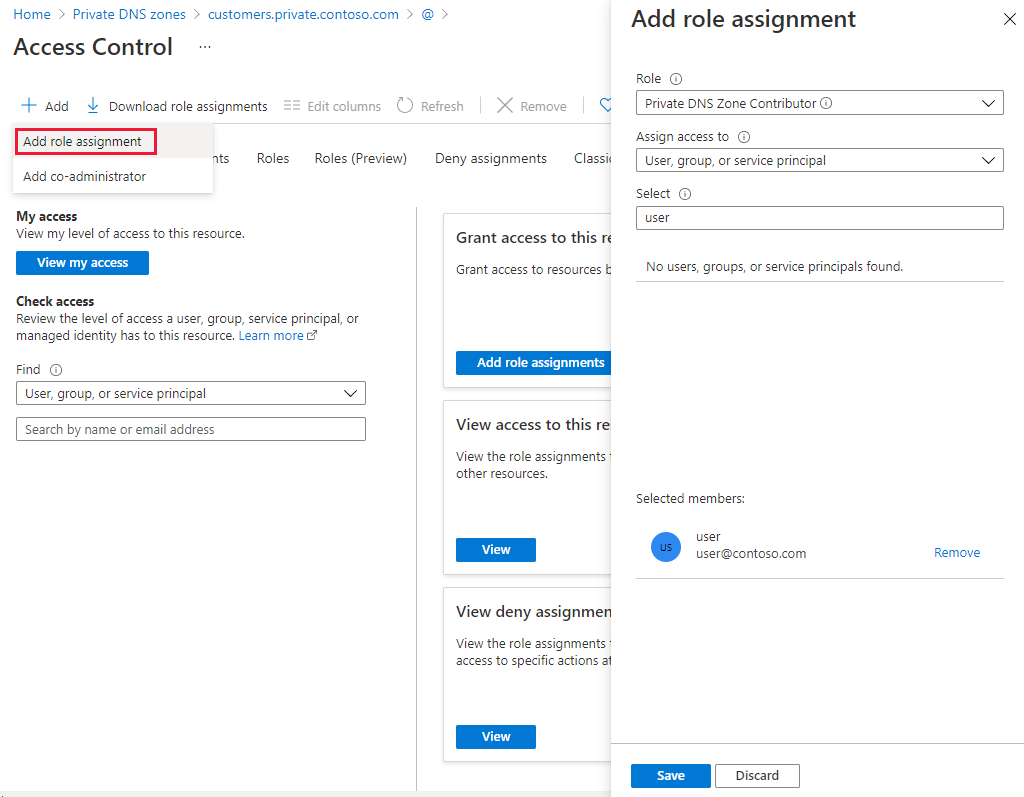 Home > Private DNS zones > customers.private.contoso.com > @ >
Access Control ...
+ Add
Download role assignments
Edit columns
Refresh
Remove
Add role assignment
Add co-administrator
Roles
Roles (Preview)
Deny assignments
My access
View my level of access to this resource.
View my access
Check access
Review the level of access a user, group, service principal, or
managed identity has to this resource. Learn more
Find
User, group, or service principal
Search by name or email address
Grant access to this re
Grant access to resources b
Add role assignments
View access to this re
View the role assignments
other resources.
View
View deny assignmen
View the role assignments
access to specific actions at
View
Add role assignment
Role
Private DNS Zone Contributor
Assign access to
User, group, or service principal
Select
user
No users, groups, or service principals found.
Selected members:
US
user
user@contoso.com
Remove
Save
Discard